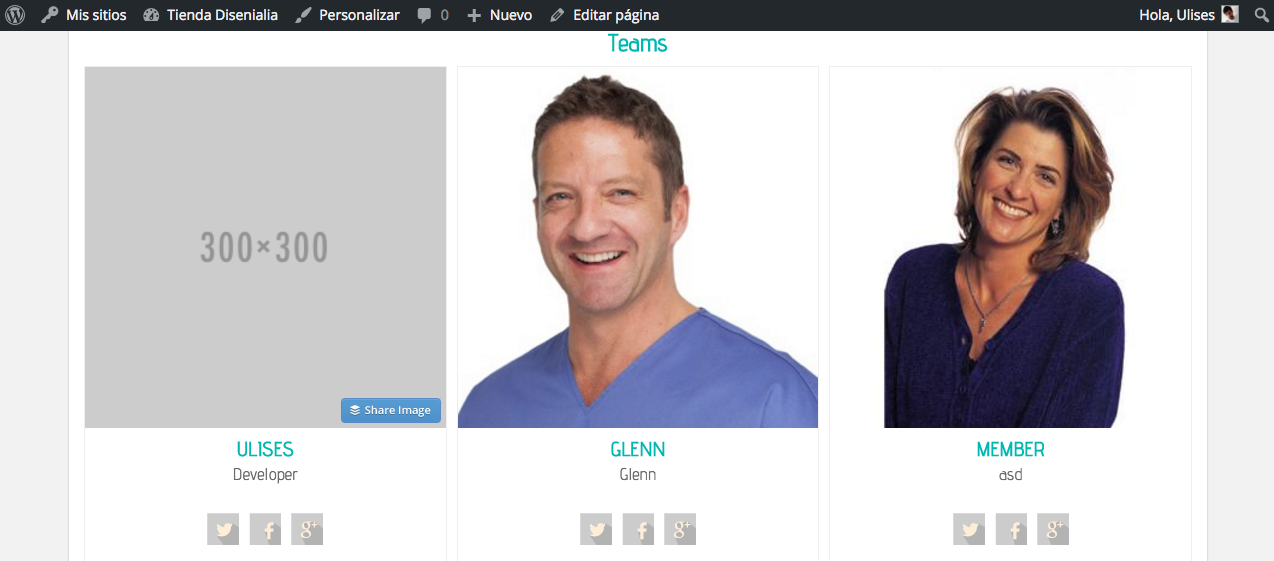 Mis sitios Tienda Disenialia Personalizar 0 Nuevo Editar página Hola, Ulises
Teams
300×300
Share Image
ULISES
Developer
GLENN
Glenn
MEMBER
asd
g+
g+
g+